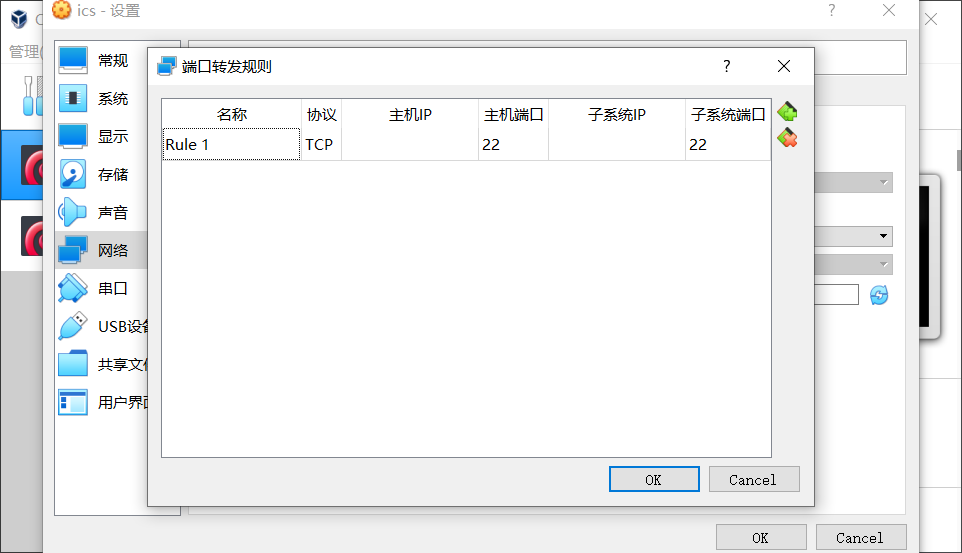 ics - 设置
管理(
常规
系统
显示
存储
声音
网络
串口
USB设备
共享文件
用户界面
端口转发规则
名称 协议 主机IP 主机端口 子系统IP 子系统端口
Rule 1 TCP 22 22
OK Cancel
OK Cancel